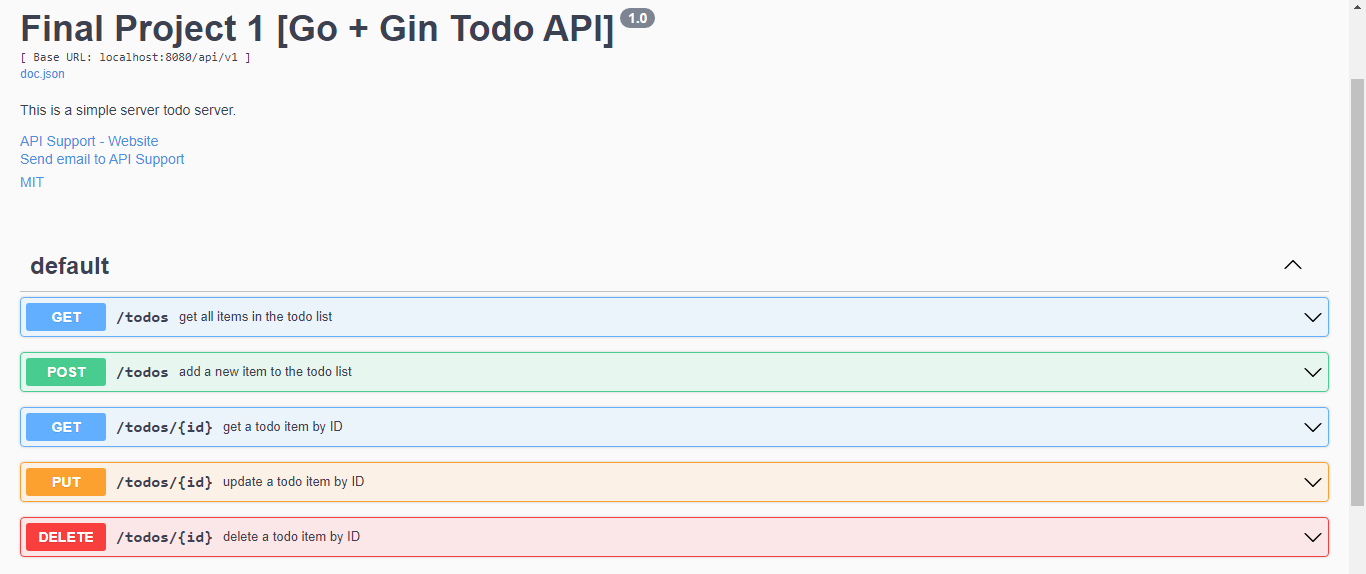 Final Project 1 [Go + Gin Todo API] 1.0
[ Base URL: localhost:8080/api/v1 ]
doc.json
This is a simple server todo server.
API Support - Website
Send email to API Support
MIT
default
GET /todos get all items in the todo list
POST /todos add a new item to the todo list
GET /todos/{id} get a todo item by ID
PUT /todos/{id} update a todo item by ID
DELETE /todos/{id} delete a todo item by ID